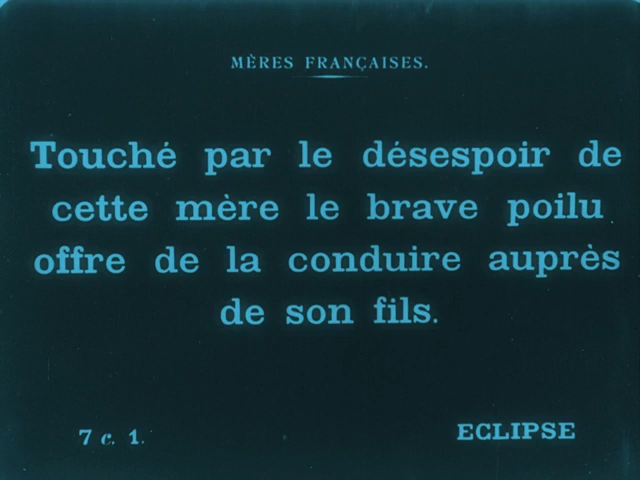 MÈRES FRANÇAISES.
Touché par le désespoir de
cette mère le brave poilu
offre de la conduire auprès
de son fils.
7 c. 1.
ECLIPSE